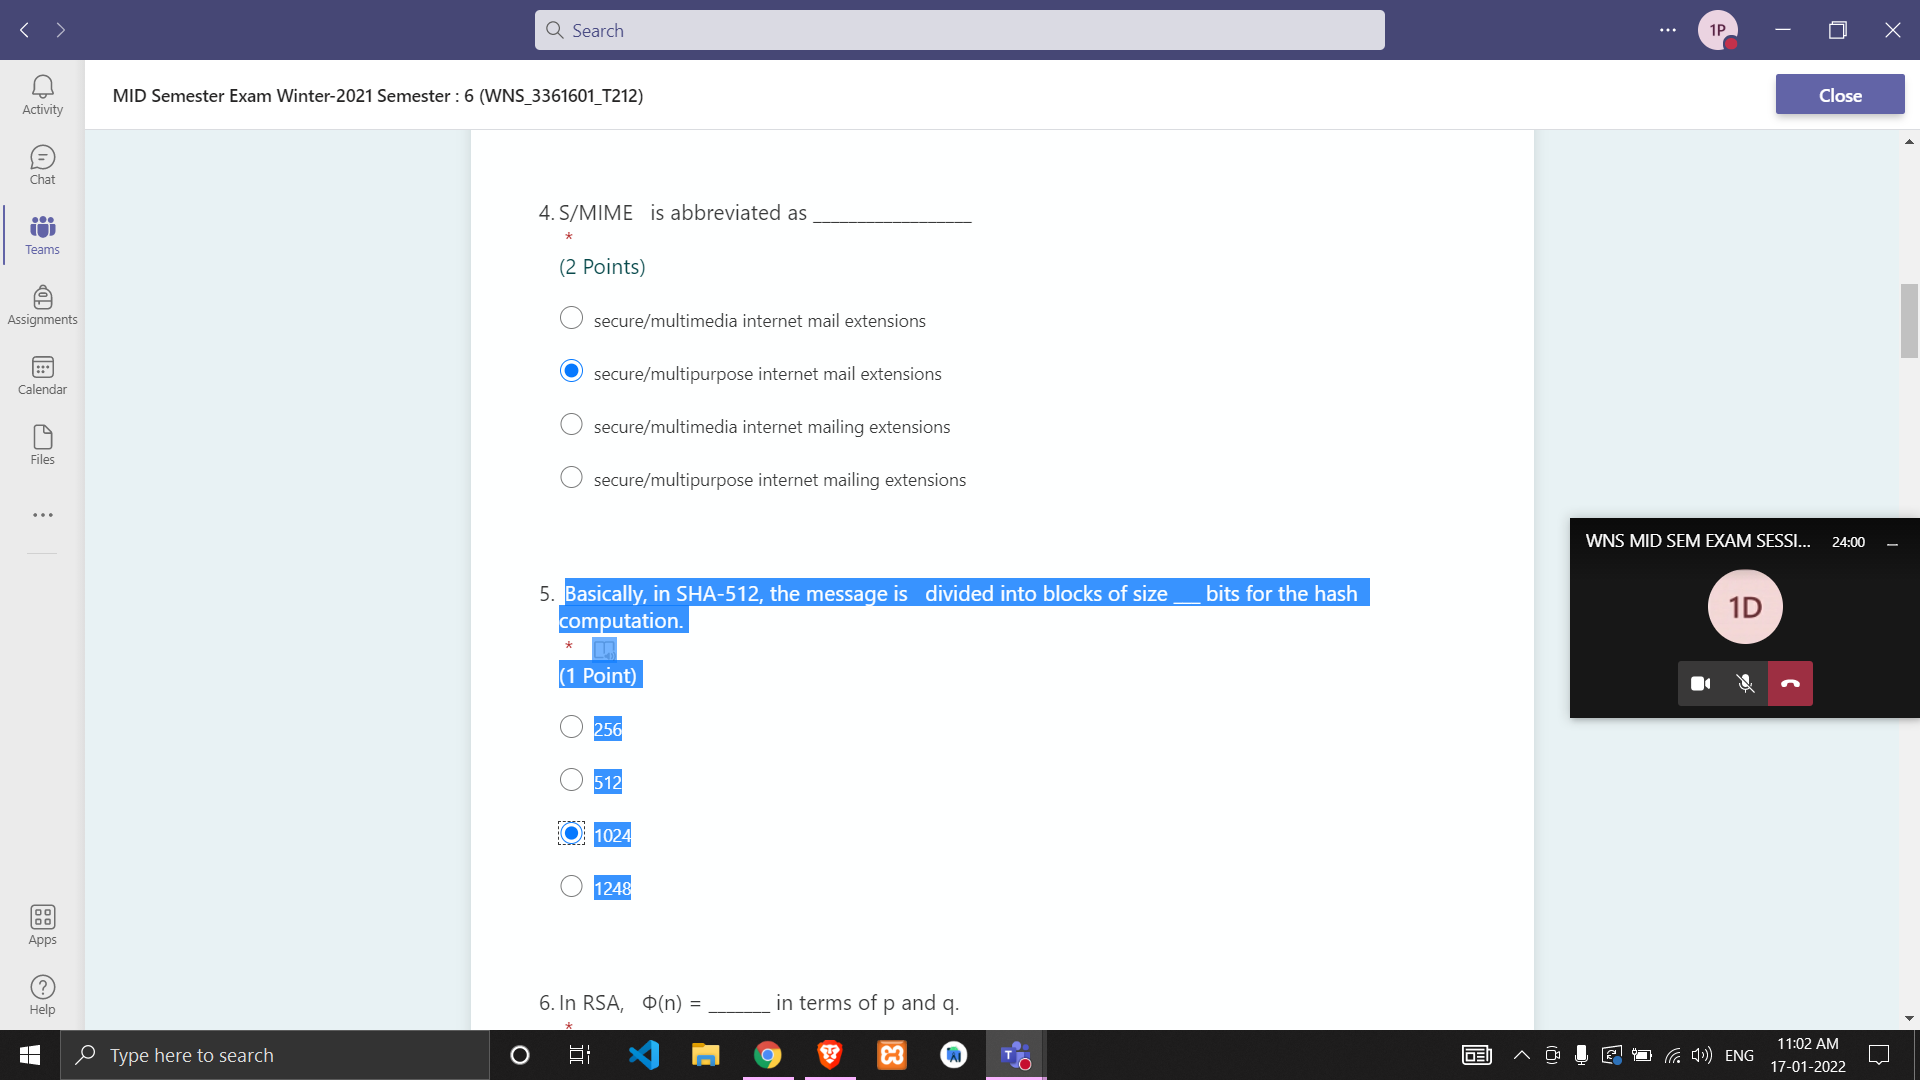 Search
1P
Activity
Chat
Teams
Assignments
Calendar
Files
Apps
Help
MID Semester Exam Winter-2021 Semester : 6 (WNS_3361601_T212)
Close
4. S/MIME is abbreviated as __________________
*
(2 Points)
secure/multimedia internet mail extensions
secure/multipurpose internet mail extensions
secure/multimedia internet mailing extensions
secure/multipurpose internet mailing extensions
5. Basically, in SHA-512, the message is divided into blocks of size ___ bits for the hash
computation.
*
(1 Point)
256
512
1024
1248
6. In RSA, Φ(n) = _______ in terms of p and q.
*
WNS MID SEM EXAM SESSI... 24:00
1D
Type here to search
ENG
11:02 AM
17-01-2022